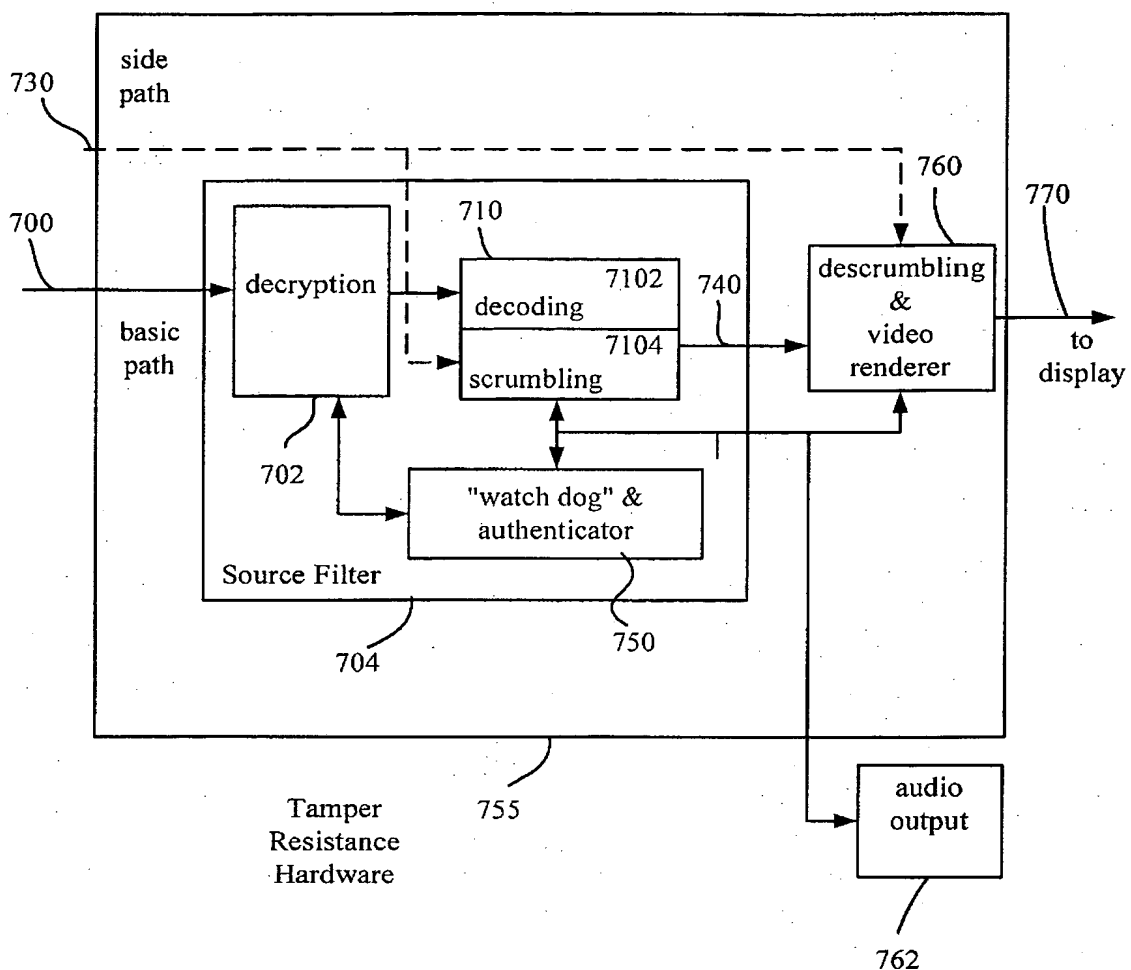 side
path
730
760
770
700
710
7102
740
decryption
decoding
descrumbling
&
video
renderer
basic
path
7104
scrumbling
to
display
702
"watch dog" &
authenticator
Source Filter
750
704
755
Tamper
Resistance
Hardware
audio
output
762